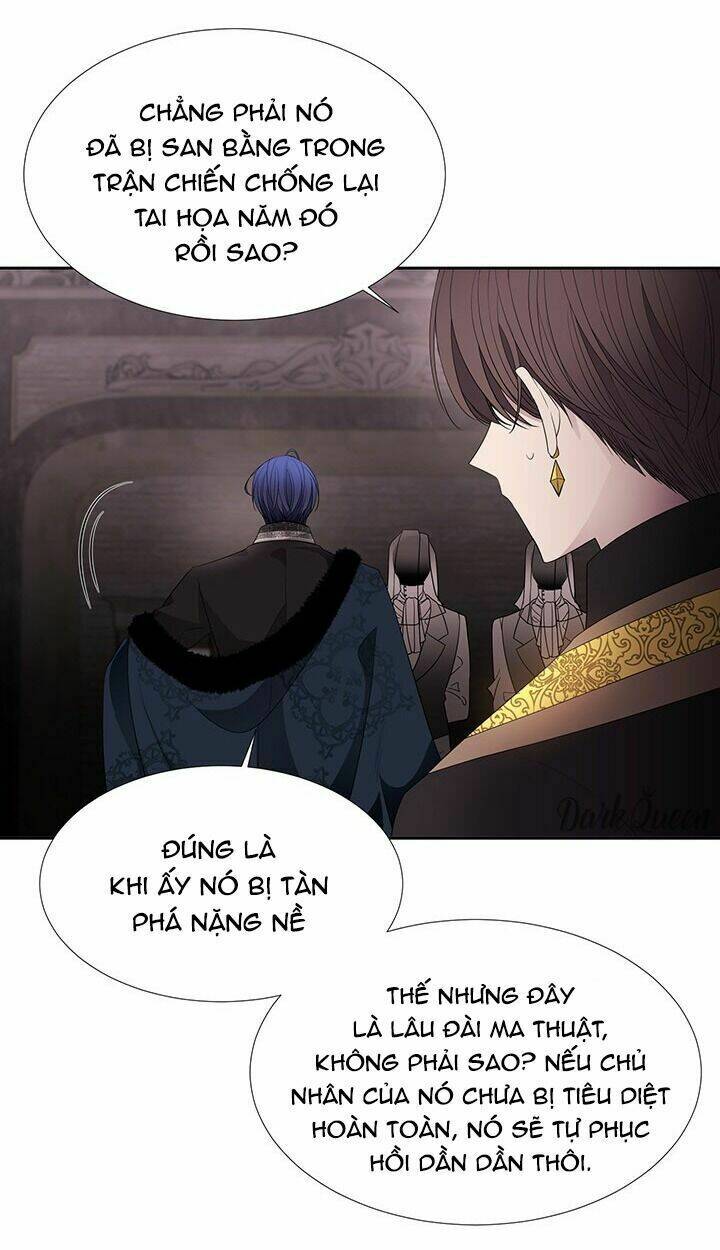 CHẲNG PHẢI NÓ
ĐÃ BỊ SAN BẰNG TRONG
TRẬN CHIẾN CHỐNG LẠI
TAI HỌA NĂM ĐÓ
RỒI SAO?
DarkQueen
ĐÚNG LÀ
KHI ẤY NÓ BỊ TÀN
PHÁ NẶNG NỀ
THẾ NHƯNG ĐÂY
LÀ LÂU ĐÀI MA THUẬT,
KHÔNG PHẢI SAO? NẾU CHỦ
NHÂN CỦA NÓ CHƯA BỊ TIÊU DIỆT
HOÀN TOÀN, NÓ SẼ TỰ PHỤC
HỒI DẦN DẦN THÔI.